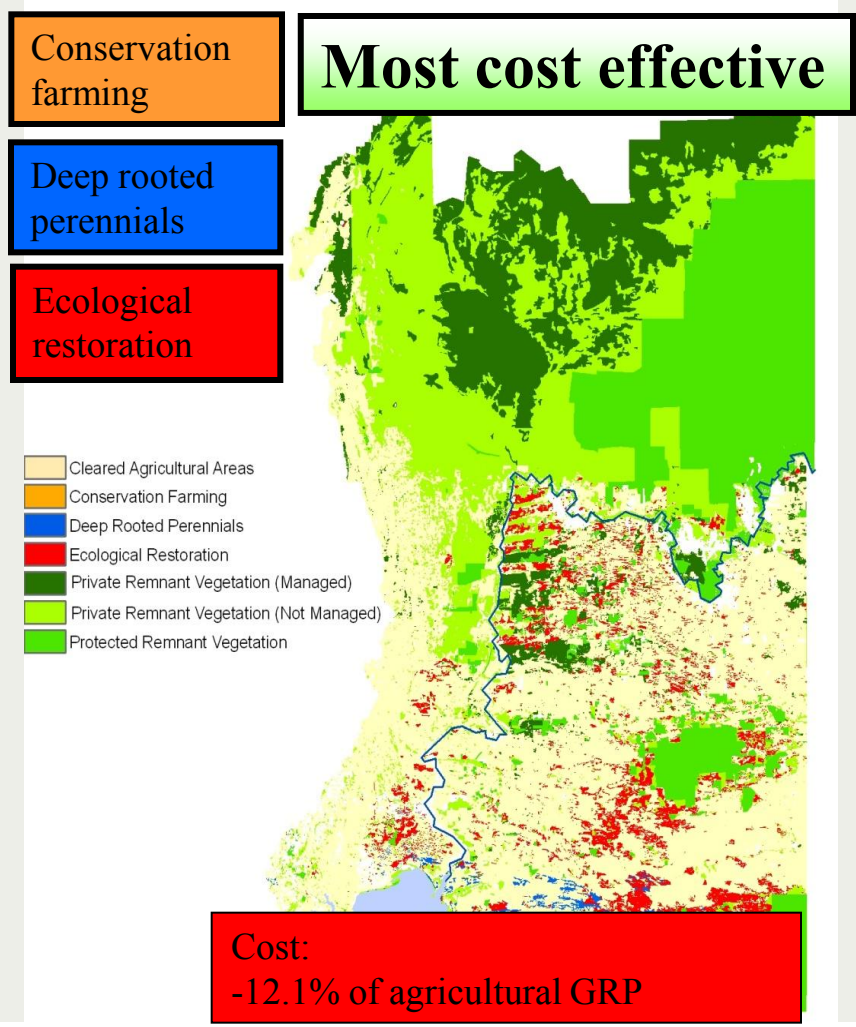 Conservation
farming
Most cost effective
Deep rooted
perennials
Ecological
restoration
Cleared Agricultural Areas
Conservation Farming
Deep Rooted Perennials
Ecological Restoration
Private Remnant Vegetation (Managed)
Private Remnant Vegetation (Not Managed)
Protected Remnant Vegetation
Cost:
-12.1% of agricultural GRP